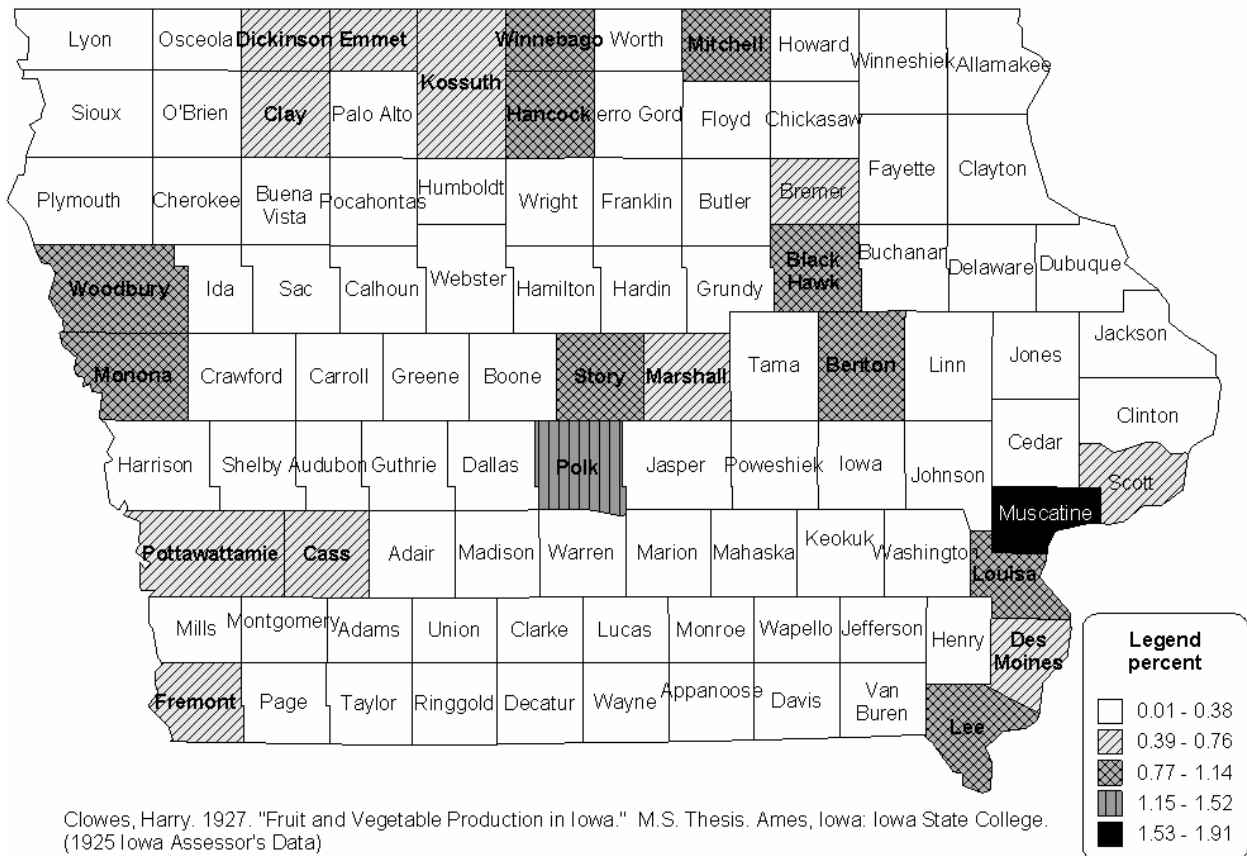 Lyon Osceola Dickinson Emmet Winnebago Worth Mitchell Howard Winneshiek Allamakee
Kossuth
Sioux O'Brien Clay Palo Alto Hancock erro Gord Floyd Chickasaw
Plymouth Cherokee Buena Vista Pocahontas Humboldt Wright Franklin Butler Bremer Fayette Clayton
Woodbury Ida Sac Calhoun Webster Hamilton Hardin Grundy Black Hawk Buchanan Delaware Dubuque
Monona Crawford Carroll Greene Boone Story Marshall Tama Benton Linn Jones Jackson
Harrison Shelby Audubon Guthrie Dallas Polk Jasper Poweshiek Iowa Johnson Cedar Clinton
Scott
Muscatine
Pottawattamie Cass Adair Madison Warren Marion Mahaska Keokuk Washington Louisa
Mills Montgomery Adams Union Clarke Lucas Monroe Wapello Jefferson Henry Des Moines
Fremont Page Taylor Ringgold Decatur Wayne Appanoose Davis Van Buren Lee
Legend
percent
0.01 - 0.38
0.39 - 0.76
0.77 - 1.14
1.15 - 1.52
1.53 - 1.91
Clowes, Harry. 1927. "Fruit and Vegetable Production in Iowa." M.S. Thesis. Ames, Iowa: Iowa State College.
(1925 Iowa Assessor's Data)